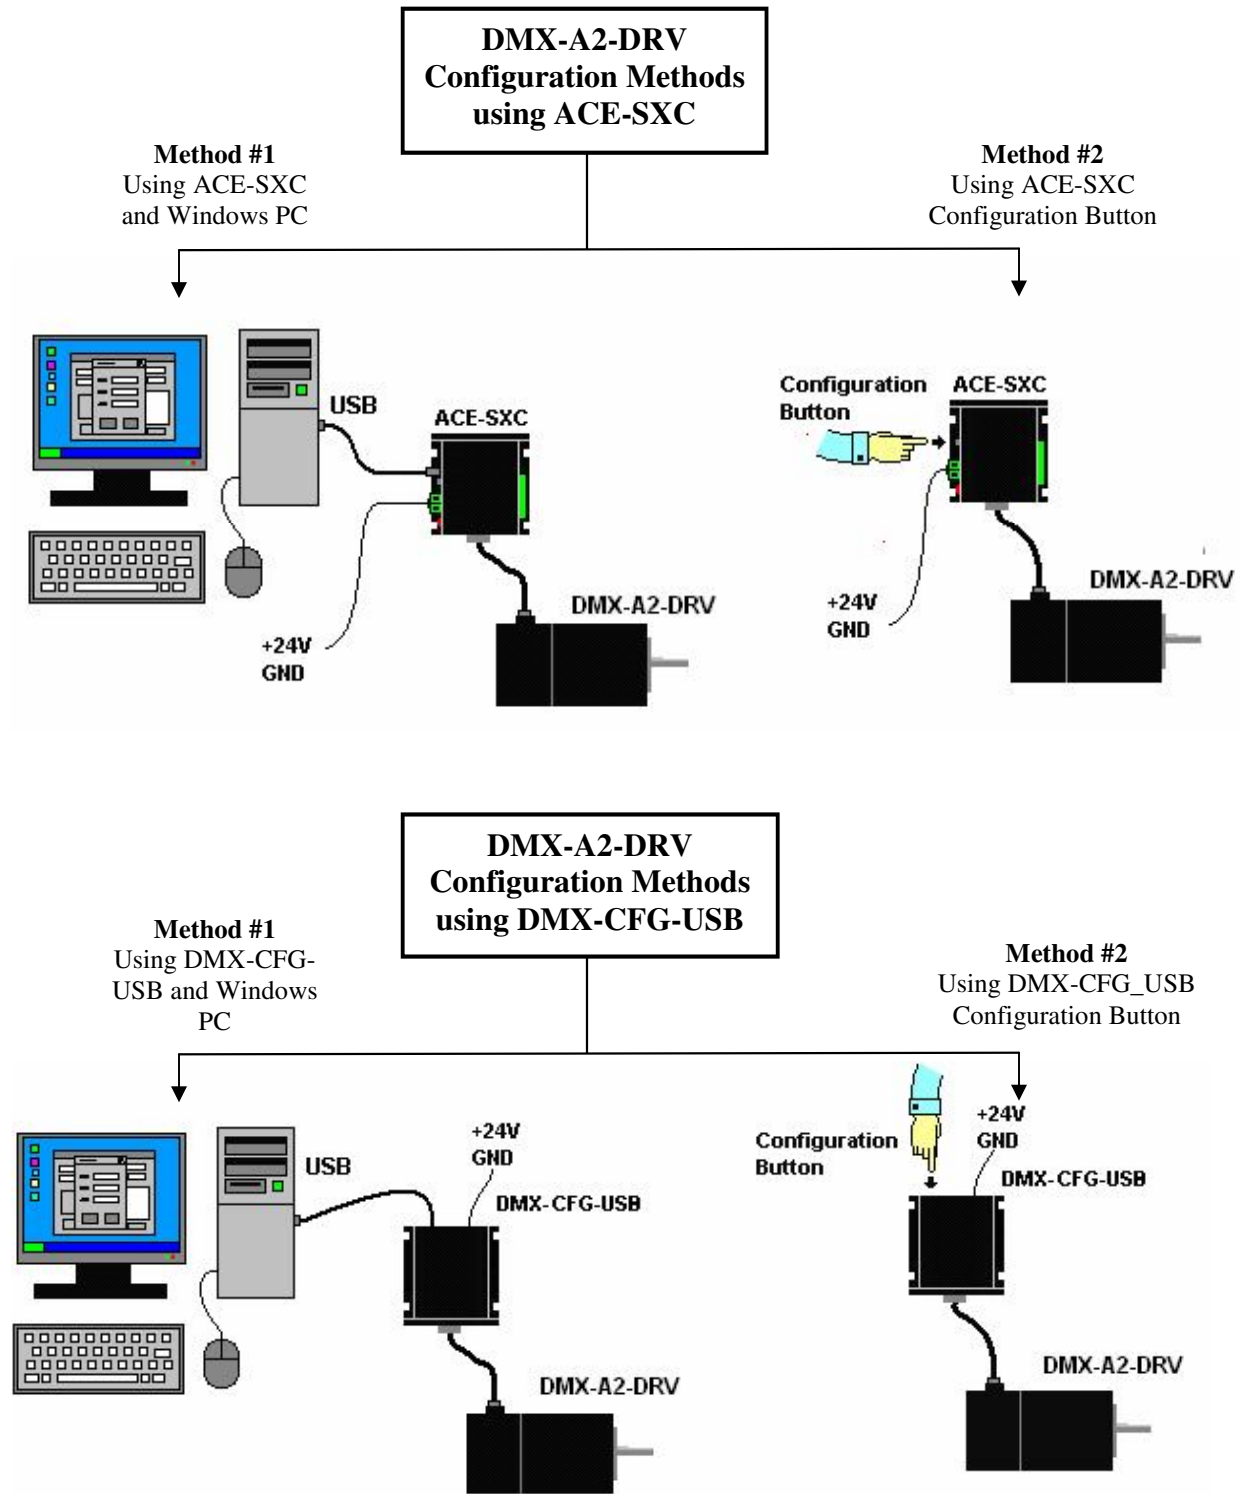 DMX-A2-DRV
Configuration Methods
using ACE-SXC
Method #1
Using ACE-SXC
and Windows PC
Method #2
Using ACE-SXC
Configuration Button
USB
ACE-SXC
+24V
GND
DMX-A2-DRV
Configuration
Button
ACE-SXC
+24V
GND
DMX-A2-DRV
DMX-A2-DRV
Configuration Methods
using DMX-CFG-USB
Method #1
Using DMX-CFG-
USB and Windows
PC
Method #2
Using DMX-CFG_USB
Configuration Button
USB
+24V
GND
DMX-CFG-USB
DMX-A2-DRV
Configuration
Button
+24V
GND
DMX-CFG-USB
DMX-A2-DRV